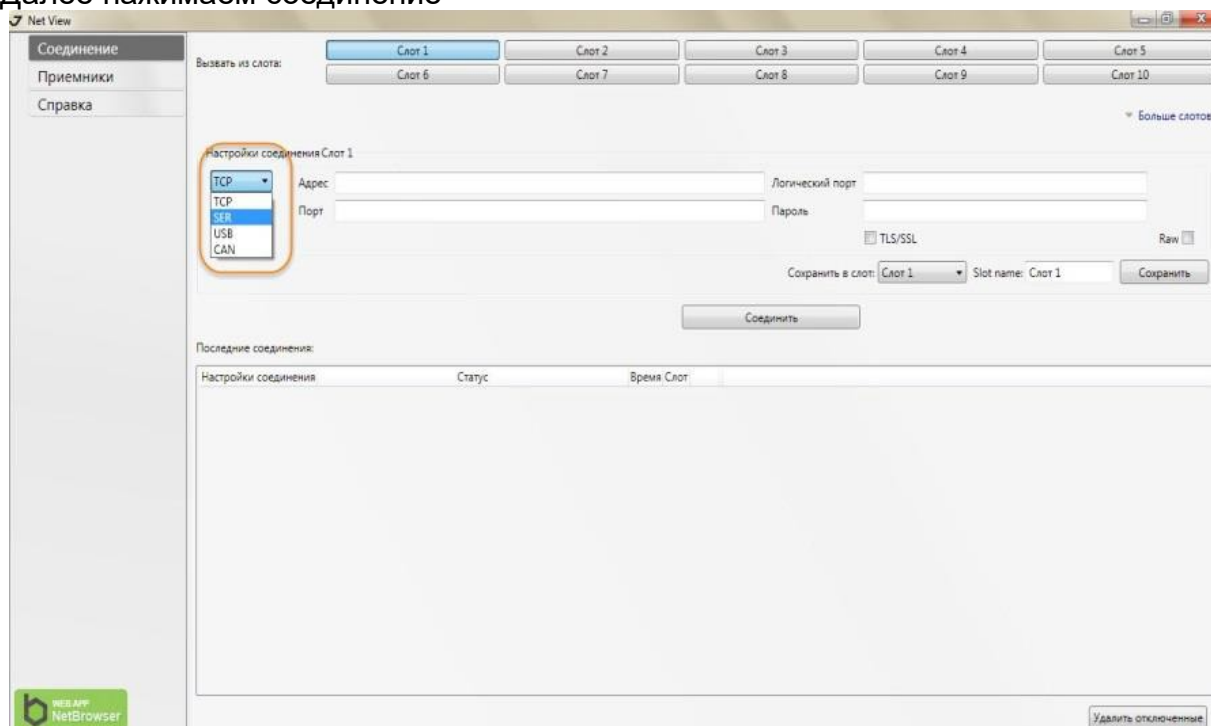 Далее нажимаем соединение
Net View
Соединение
Приемники
Справка
Вызвать из слота:
Слот 1 Слот 2 Слот 3 Слот 4 Слот 5
Слот 6 Слот 7 Слот 8 Слот 9 Слот 10
Больше слотов
Настройки соединения Слот 1
TCP Адрес Логический порт
TCP
SER
USB
CAN
Порт Пароль
TLS/SSL Raw
Сохранить в слот: Слот 1 Slot name: Слот 1 Сохранить
Соединить
Последние соединения:
Настройки соединения Статус Время Слот
WEB APP
NetBrowser
Удалить отключенные